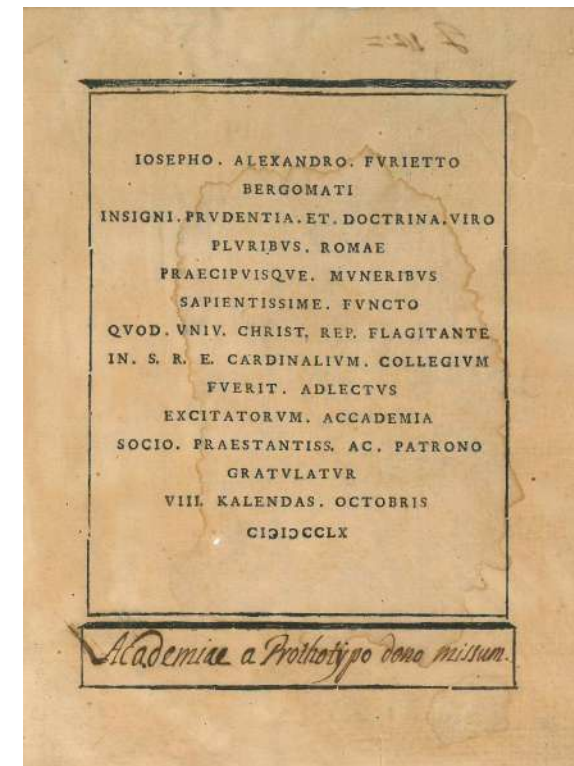 IOSEPHO. ALEXANDRO. FVRIETTO
BERGOMATI
INSIGNI. PRVDENTIA. ET. DOCTRINA. VIRO
PLVRIBVS. ROMAE
PRAECIPVISQVE. MVNERIBVS
SAPIENTISSIME. FVNCTO
QVOD. VNIV. CHRIST. REP. FLAGITANTE
IN. S. R. E. CARDINALIVM. COLLEGIVM
FVERIT. ADLECTVS
EXCITATORVM. ACCADEMIA
SOCIO. PRAESTANTISS. AC. PATRONO
GRATVLATVR
VIII. KALENDAS. OCTOBRIS
CIↃIↃCCLX
Academiae a Prothotÿpo dono missum.